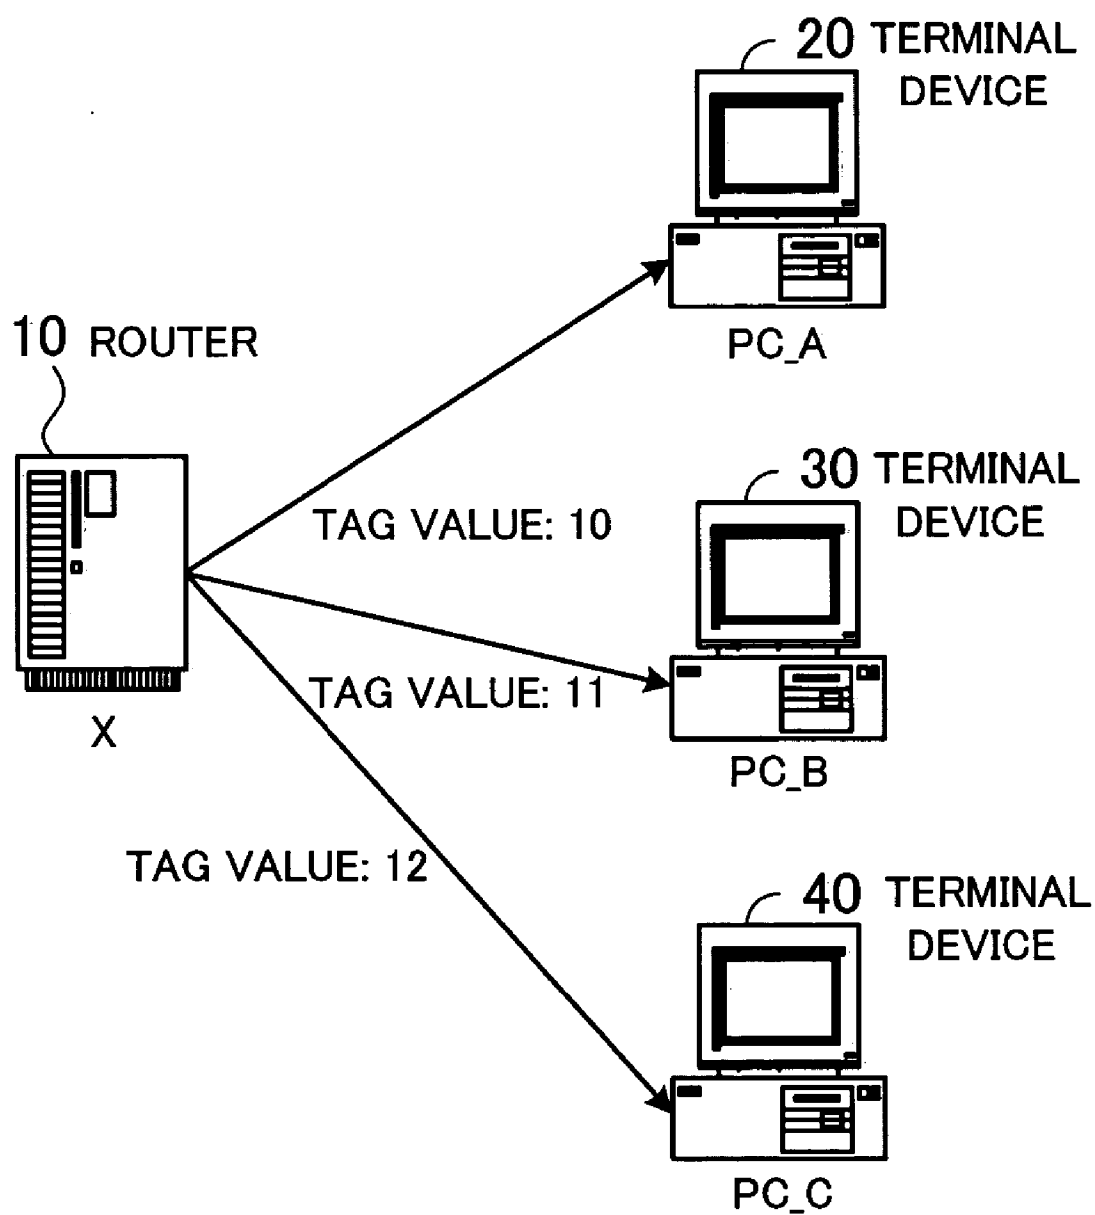 20 TERMINAL
DEVICE
PC_A
10 ROUTER
30 TERMINAL
DEVICE
TAG VALUE: 10
TAG VALUE: 11
X
PC_B
TAG VALUE: 12
40 TERMINAL
DEVICE
PC_C